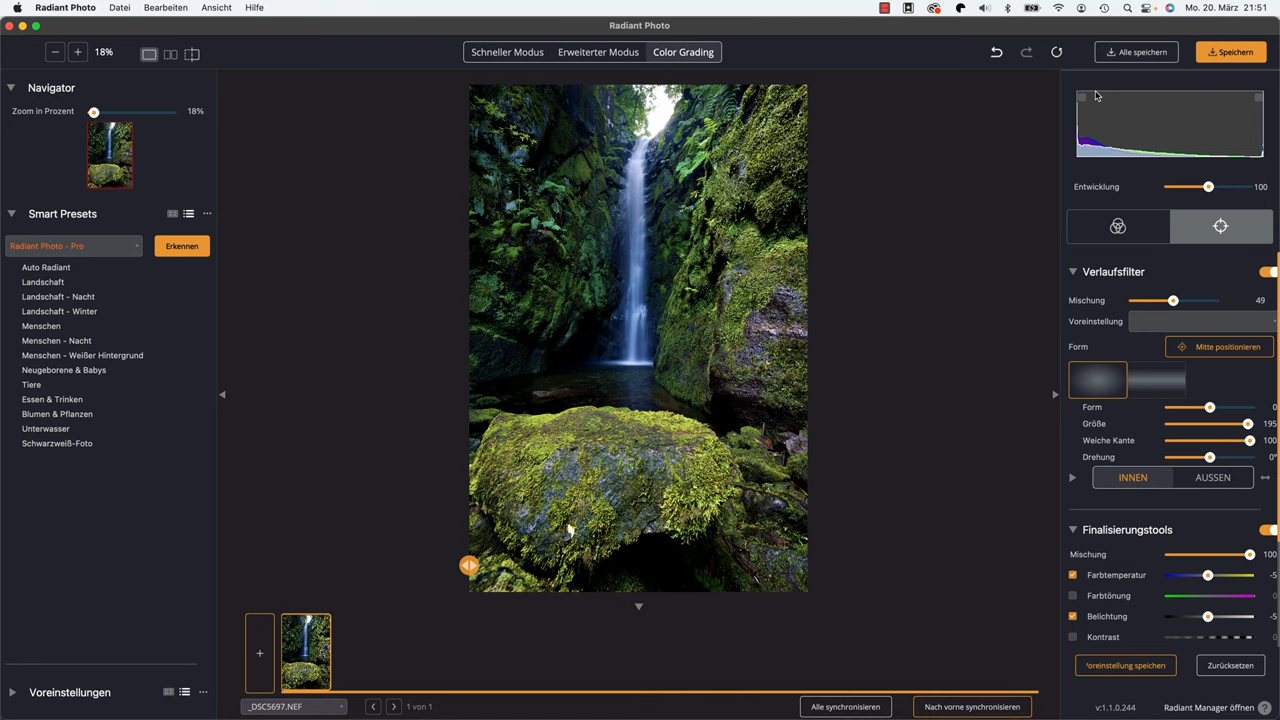 Radiant Photo Datei Bearbeiten Ansicht Hilfe Mo. 20. März 21:51
Radiant Photo
18% Schneller Modus Erweiterter Modus Color Grading Alle speichern Speichern
Navigator
Zoom in Prozent 18%
Smart Presets
Radiant Photo - Pro Erkennen
Auto Radiant
Landschaft
Landschaft - Nacht
Landschaft - Winter
Menschen
Menschen - Nacht
Menschen - Weißer Hintergrund
Neugeborene & Babys
Tiere
Essen & Trinken
Blumen & Pflanzen
Unterwasser
Schwarzweiß-Foto
Voreinstellungen
_DSC5697.NEF 1 von 1 Alle synchronisieren Nach vorne synchronisieren
Entwicklung 100
Verlaufsfilter
Mischung 49
Voreinstellung
Form Mitte positionieren
Form 0
Größe 195
Weiche Kante 100
Drehung 0°
INNEN AUSSEN
Finalisierungstools
Mischung 100
Farbtemperatur -5
Farbtönung 0
Belichtung -5
Kontrast 0
Voreinstellung speichern Zurücksetzen
v:1.1.0.244 Radiant Manager öffnen ?